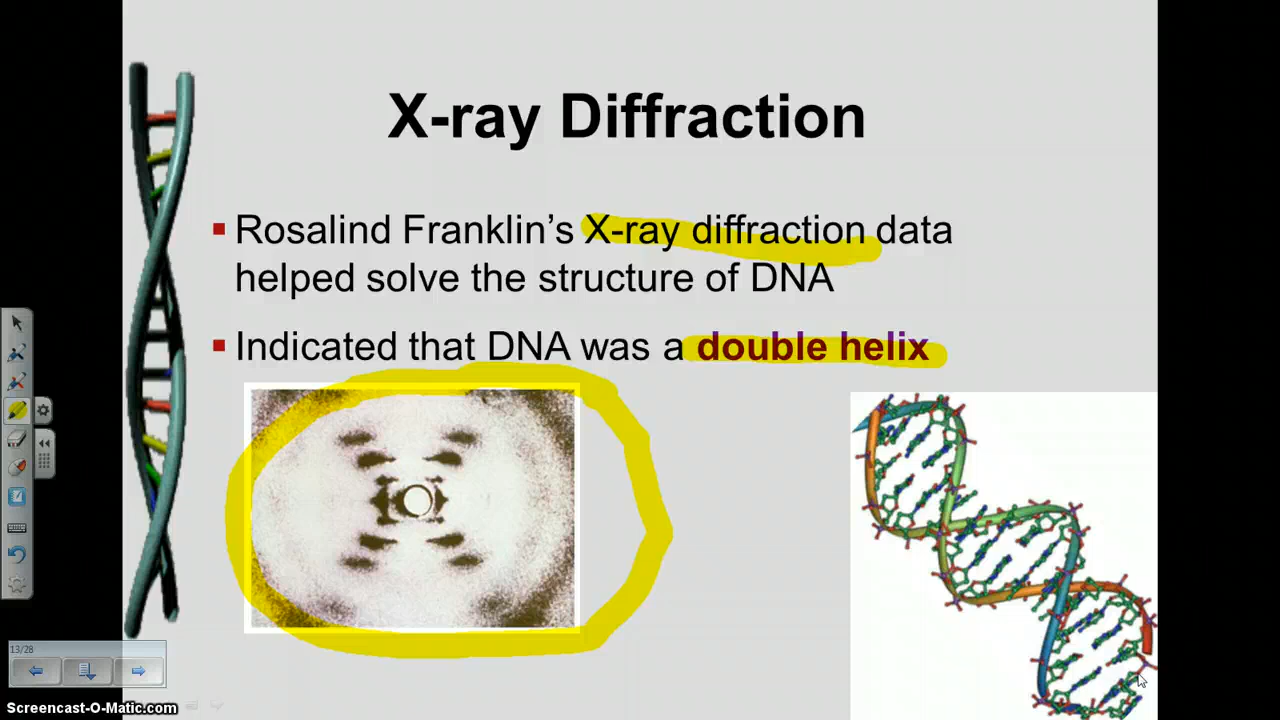 X-ray Diffraction
Rosalind Franklin’s X-ray diffraction data
helped solve the structure of DNA
Indicated that DNA was a double helix
13/28
Screencast-O-Matic.com